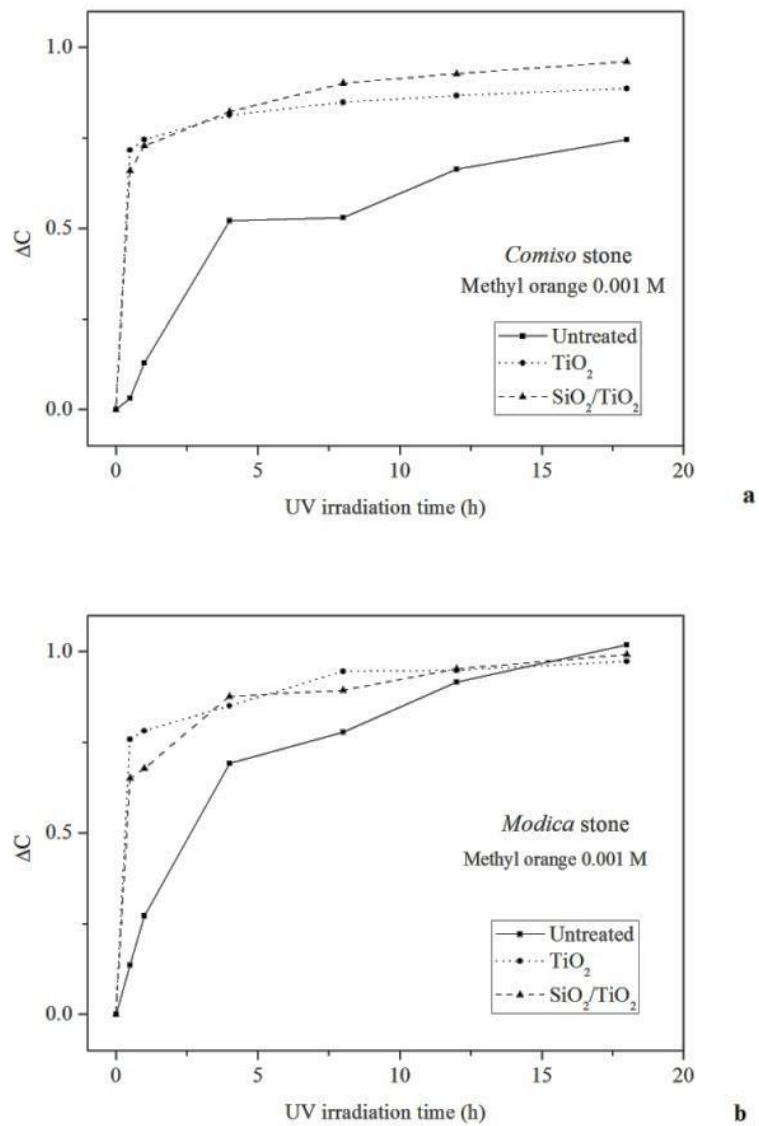 1.0
0.5
0.0
ΔC
Comiso stone
Methyl orange 0.001 M
Untreated
TiO₂
SiO₂/TiO₂
0 5 10 15 20
UV irradiation time (h)
a
1.0
0.5
0.0
ΔC
Modica stone
Methyl orange 0.001 M
Untreated
TiO₂
SiO₂/TiO₂
0 5 10 15 20
UV irradiation time (h)
b